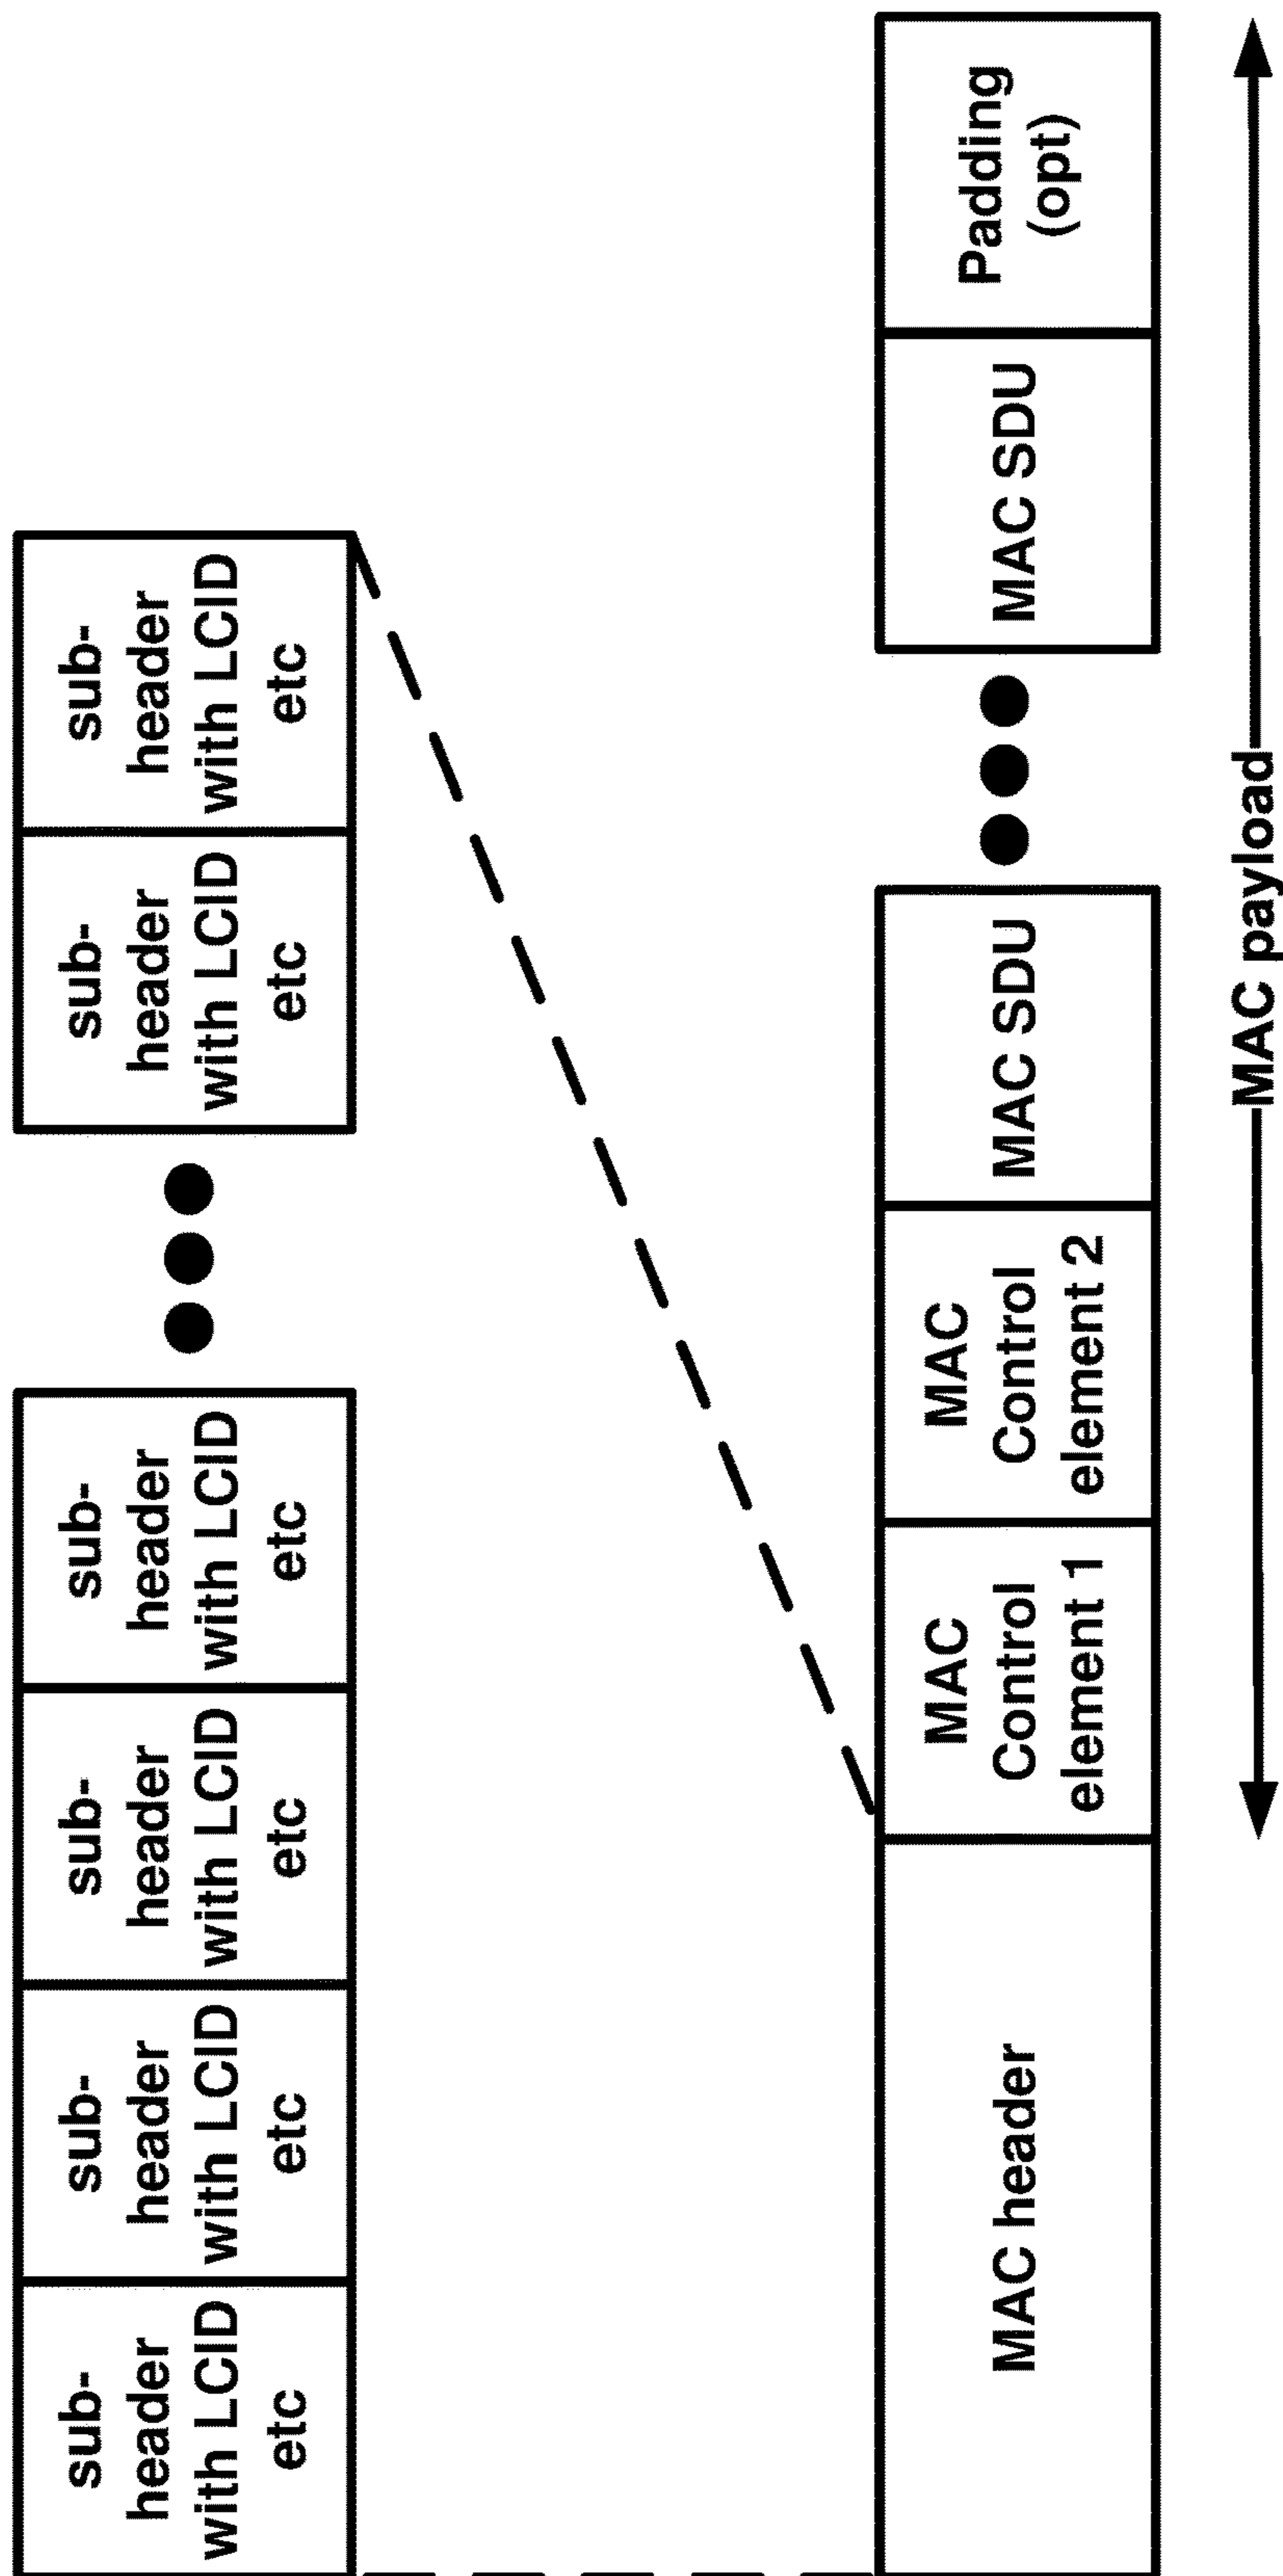 sub-
header
with LCID
etc
sub-
header
with LCID
etc
sub-
header
with LCID
etc
sub-
header
with LCID
etc
sub-
header
with LCID
etc
sub-
header
with LCID
etc
MAC header
MAC
Control
element 1
MAC
Control
element 2
MAC SDU
MAC SDU
Padding
(opt)
MAC payload